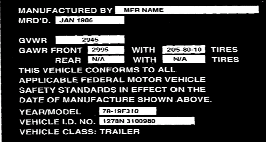 MANUFACTURED BY MFR NAME
MR'D. JAN 1986
GVWR 2945
GAWR FRONT 2995 WITH 205-80-10 TIRES
REAR N/A WITH N/A TIRES
THIS VEHICLE CONFORMS TO ALL
APPLICABLE FEDERAL MOTOR VEHICLE
SAFETY STANDARDS IN EFFECT ON THE
DATE OF MANUFACTURE SHOWN ABOVE.
YEAR/MODEL 78-19F310
VEHICLE I.D. NO. 1278N 3100980
VEHICLE CLASS: TRAILER